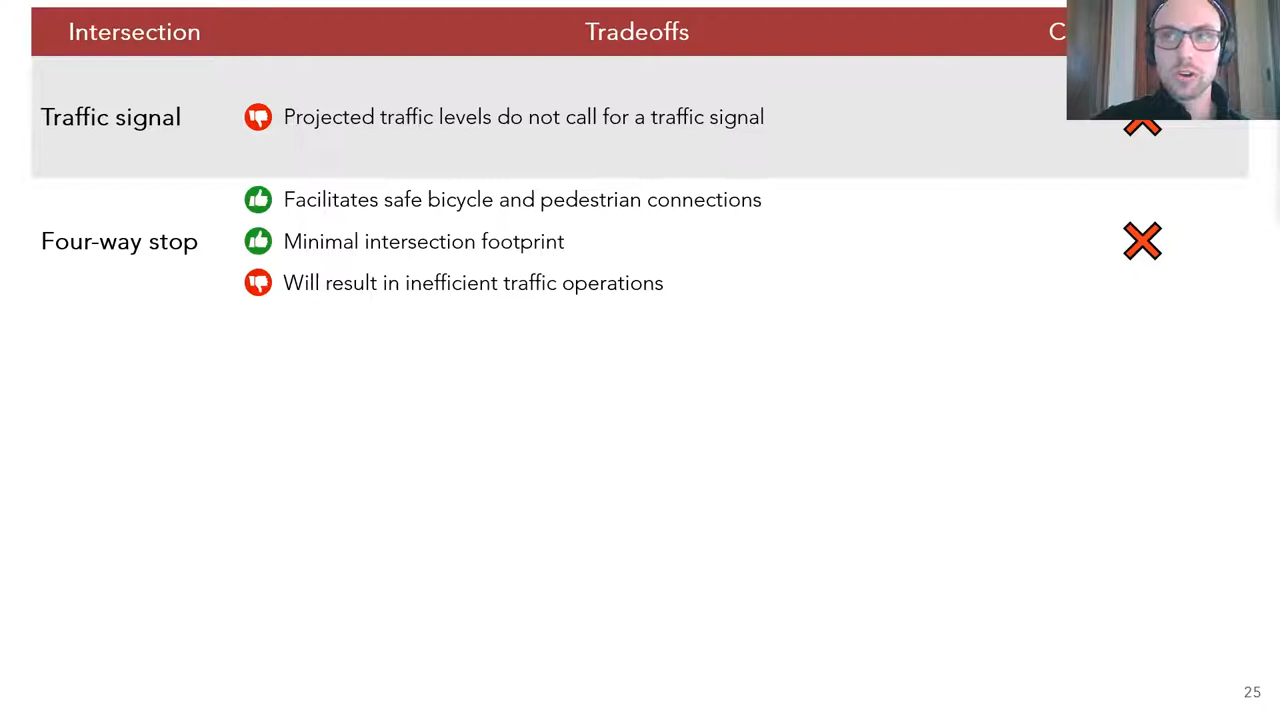 Intersection Tradeoffs
Traffic signal Projected traffic levels do not call for a traffic signal
Facilitates safe bicycle and pedestrian connections
Four-way stop Minimal intersection footprint
Will result in inefficient traffic operations
25